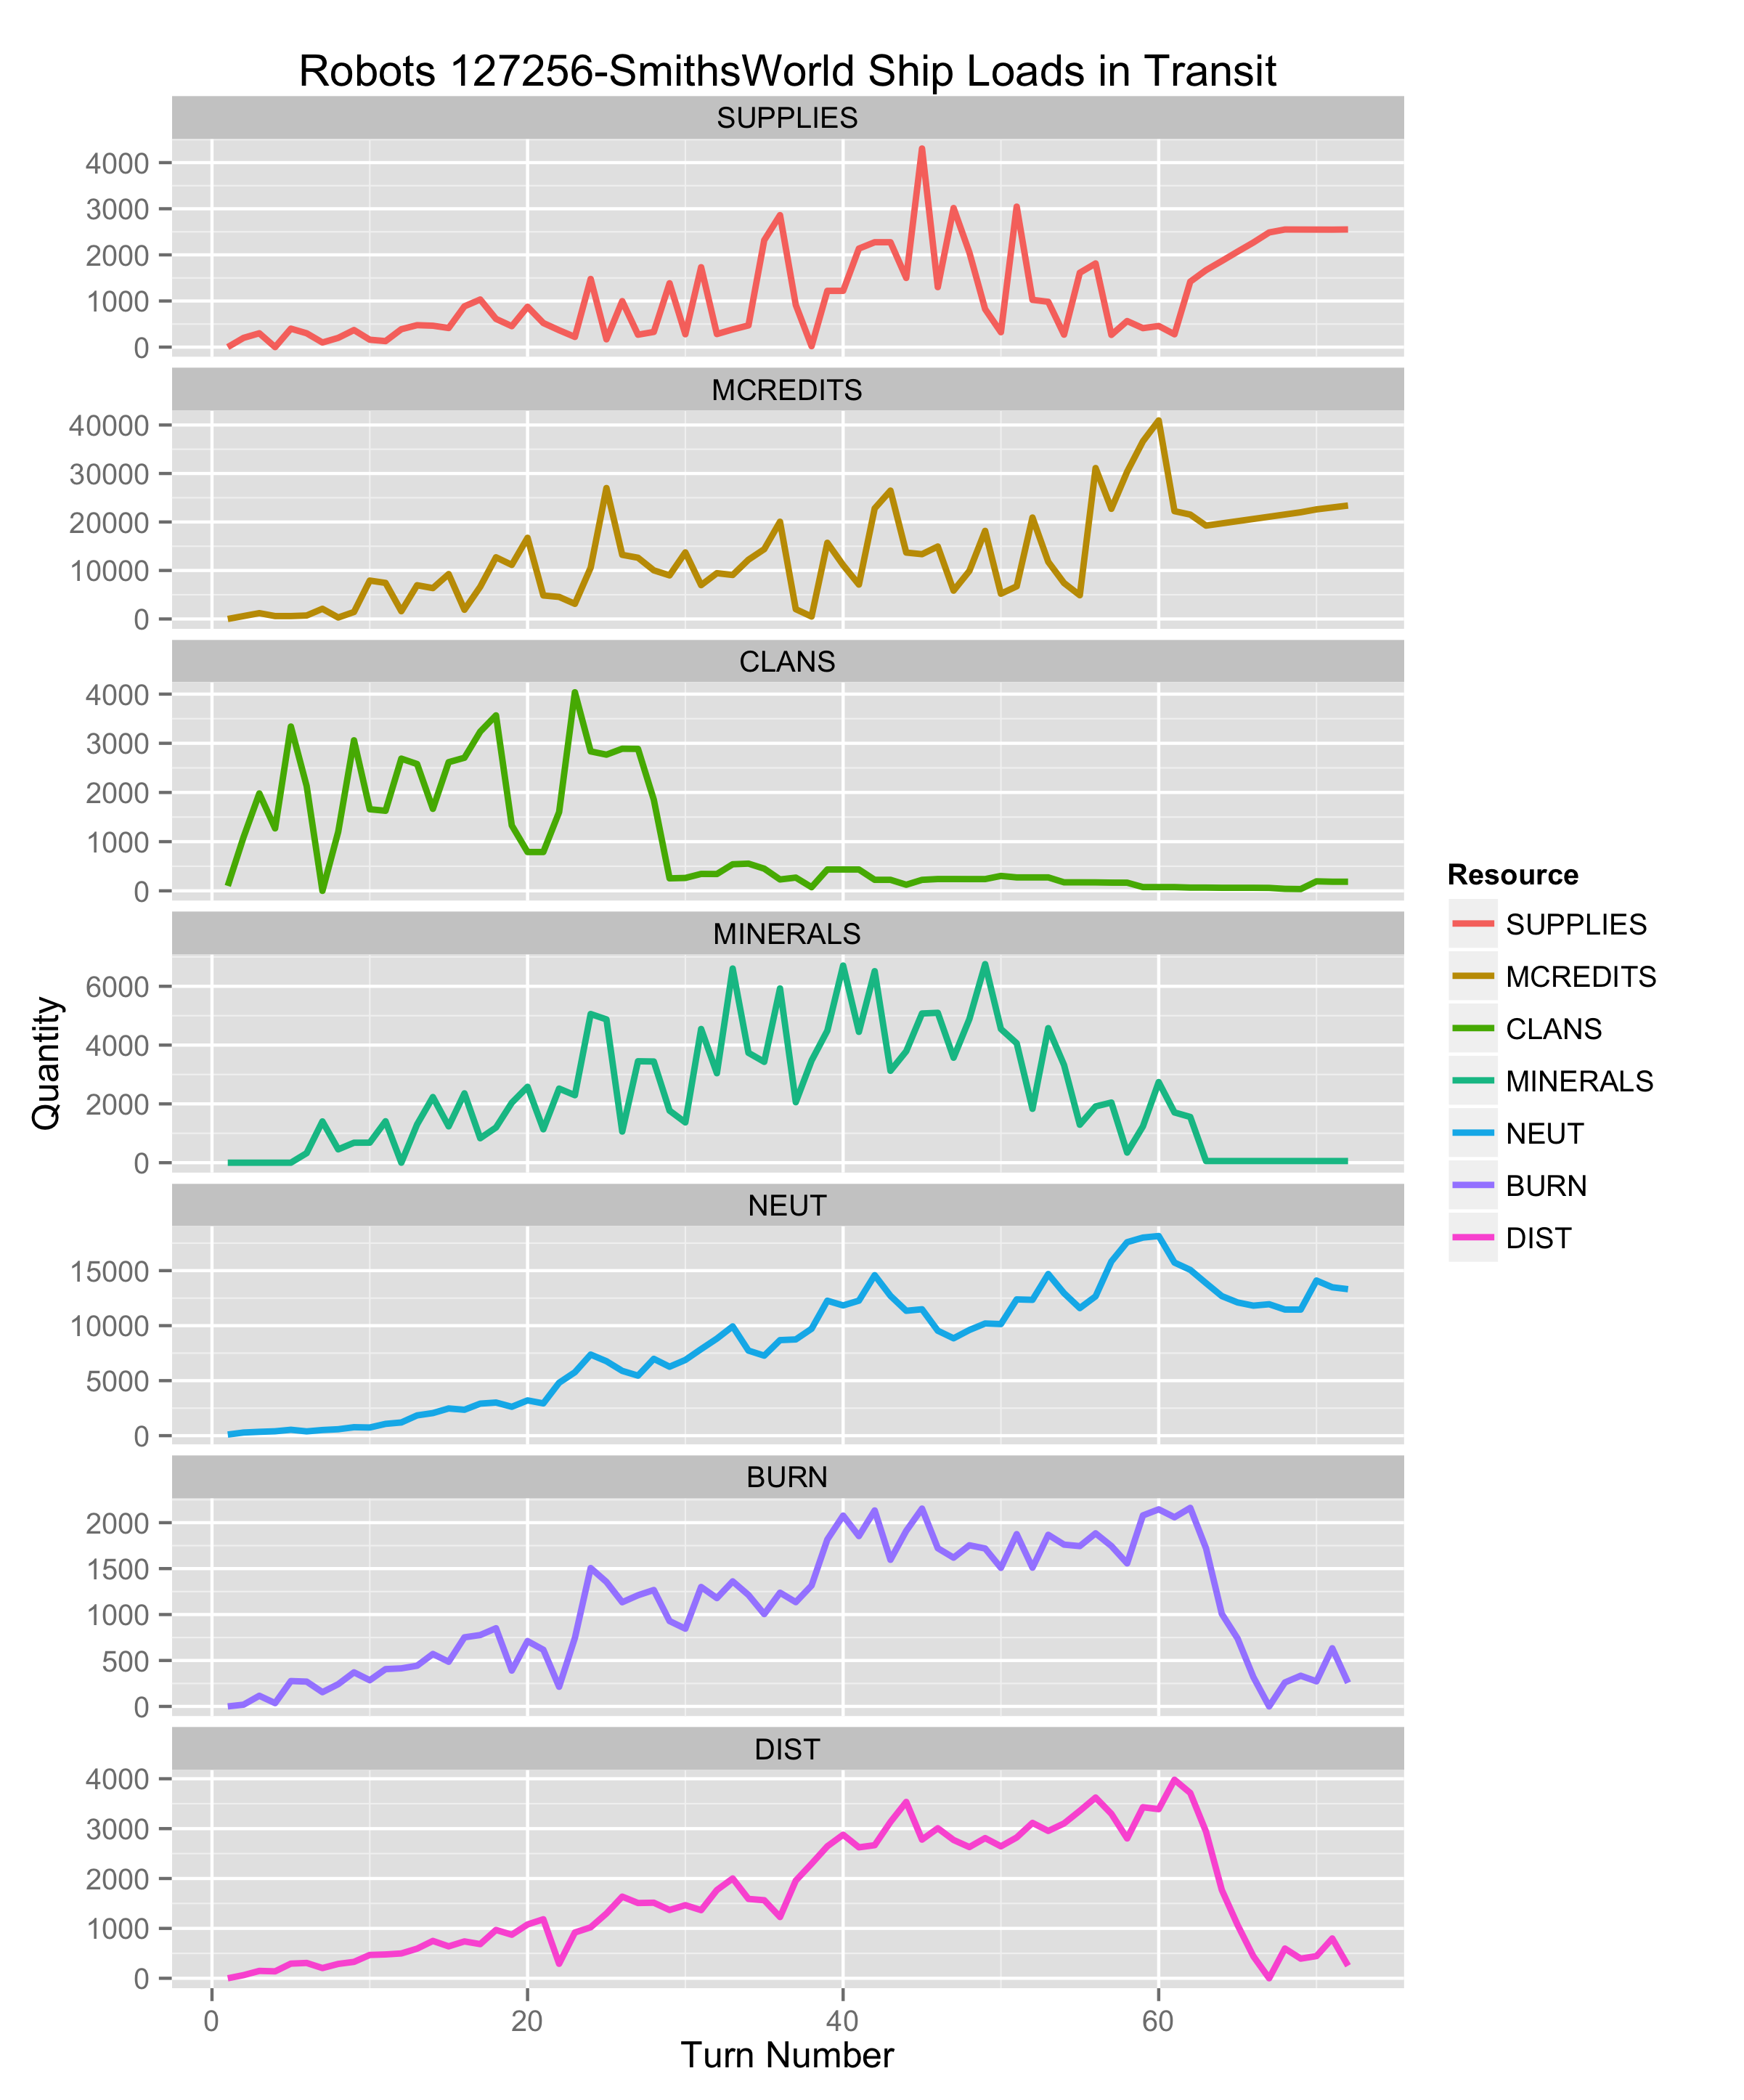 Robots 127256-SmithsWorld Ship Loads in Transit
SUPPLIES
4000
3000
2000
1000
0
MCREDITS
40000
30000
20000
10000
0
CLANS
4000
3000
2000
1000
0
MINERALS
6000
4000
2000
0
NEUT
15000
10000
5000
0
BURN
2000
1500
1000
500
0
DIST
4000
3000
2000
1000
0
0 20 40 60
Turn Number
Quantity
Resource
SUPPLIES
MCREDITS
CLANS
MINERALS
NEUT
BURN
DIST